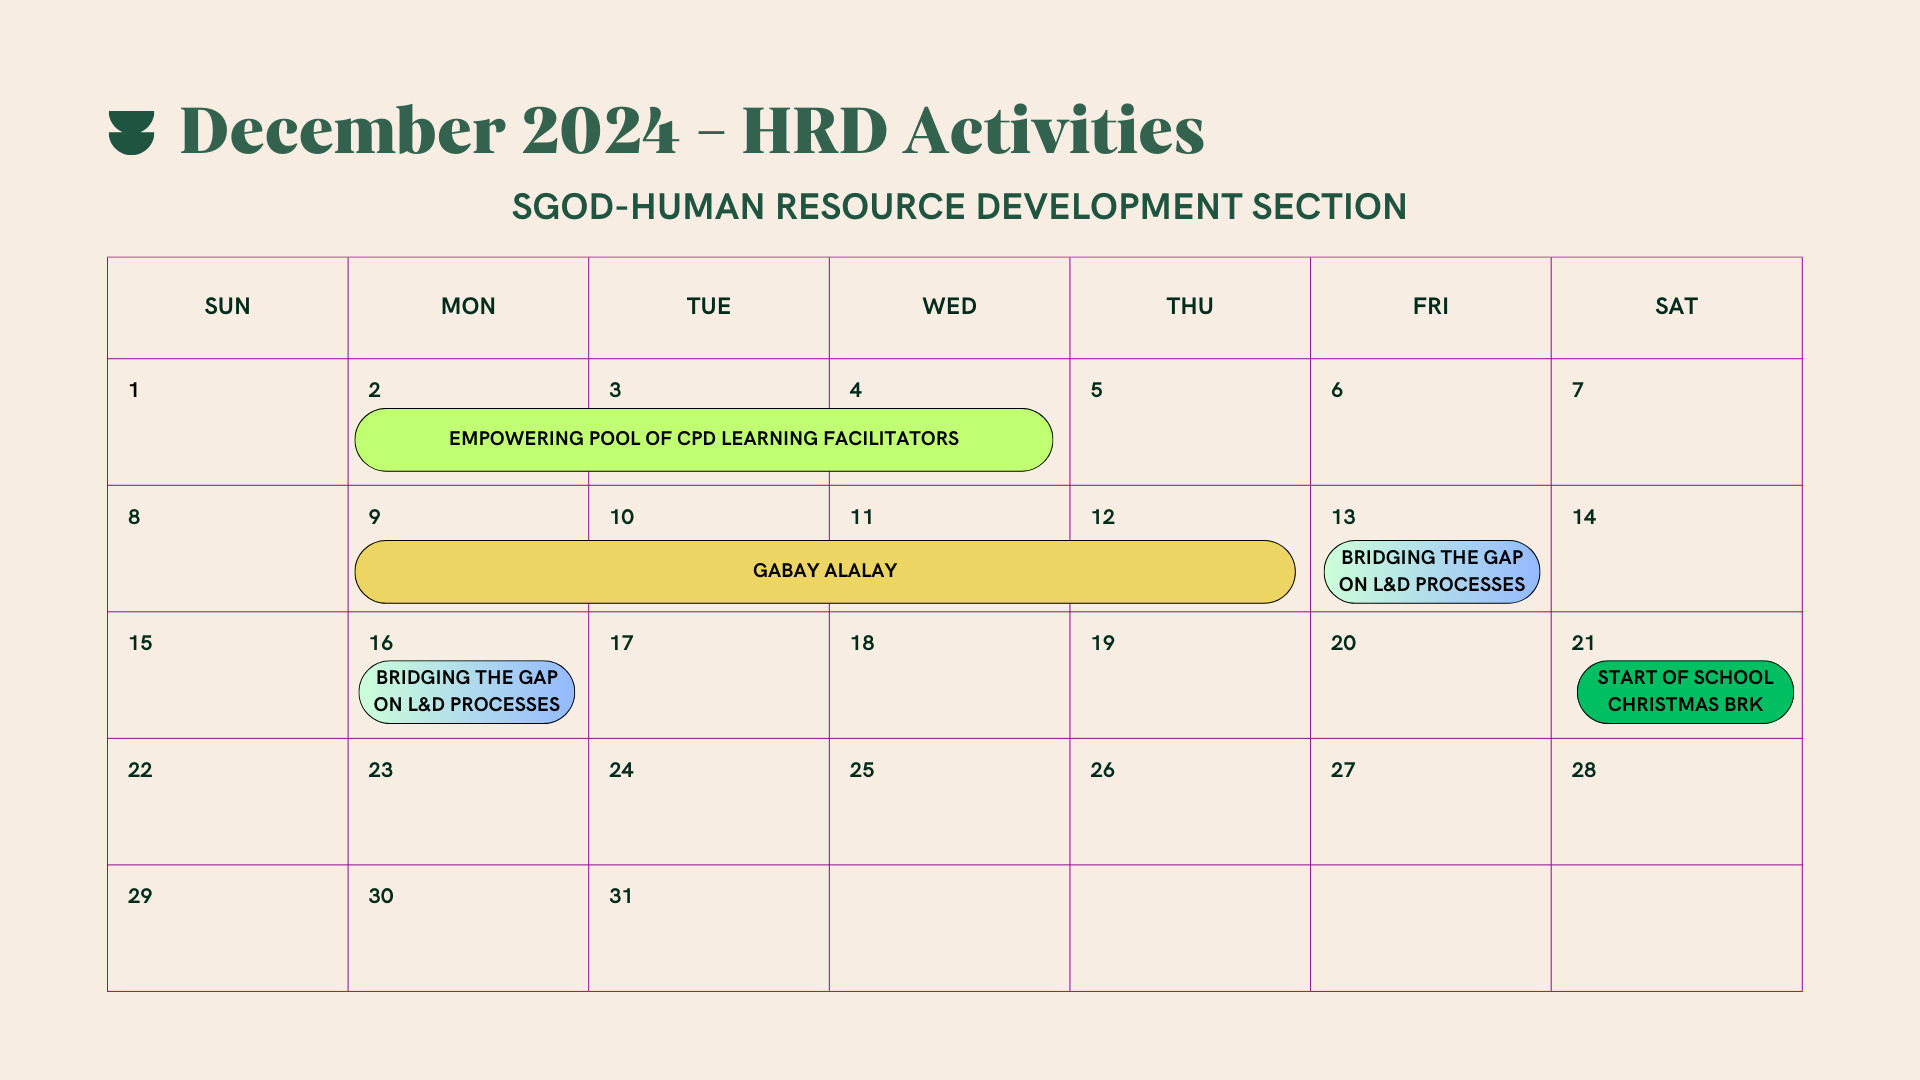 December 2024 – HRD Activities
SGOD-HUMAN RESOURCE DEVELOPMENT SECTION
SUN MON TUE WED THU FRI SAT
1 2 3 4 5 6 7
EMPOWERING POOL OF CPD LEARNING FACILITATORS
8 9 10 11 12 13 14
GABAY ALALAY
BRIDGING THE GAP
ON L&D PROCESSES
15 16 17 18 19 20 21
BRIDGING THE GAP
ON L&D PROCESSES
START OF SCHOOL
CHRISTMAS BRK
22 23 24 25 26 27 28
29 30 31